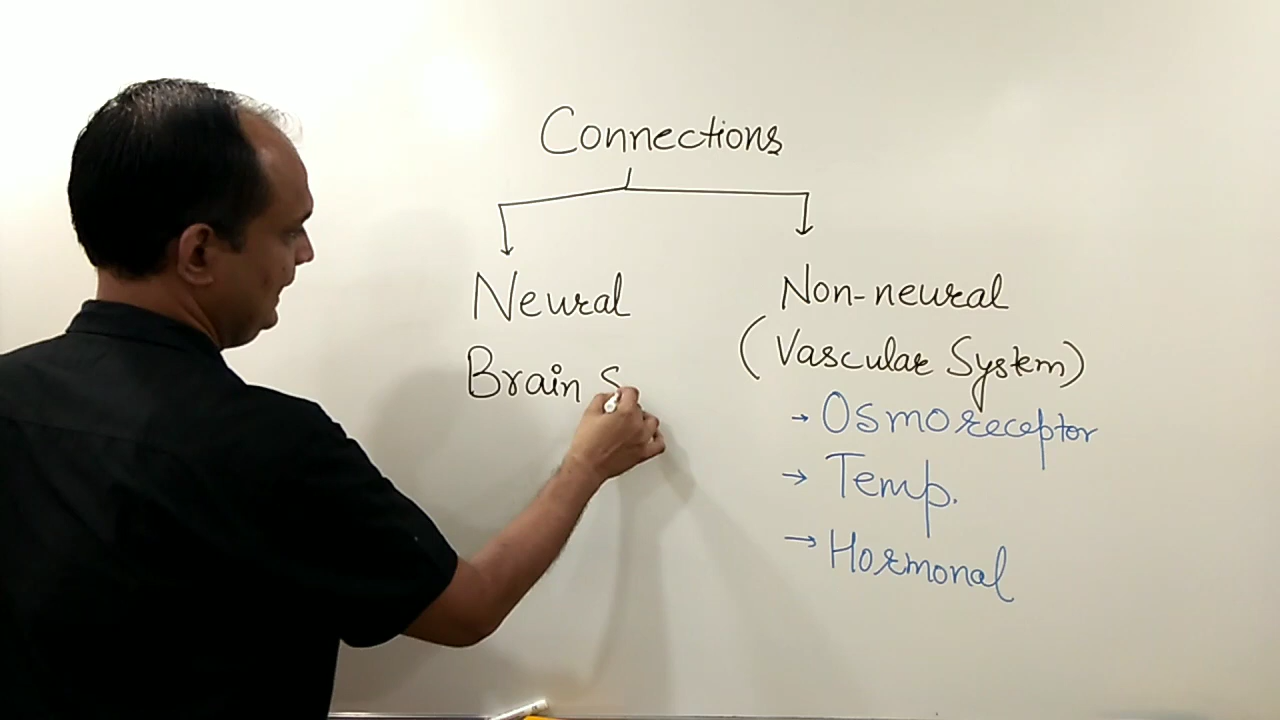 Connections
Neural
Brain S
Non-neural
(Vascular System)
→ Osmoreceptor
→ Temp.
→ Hormonal